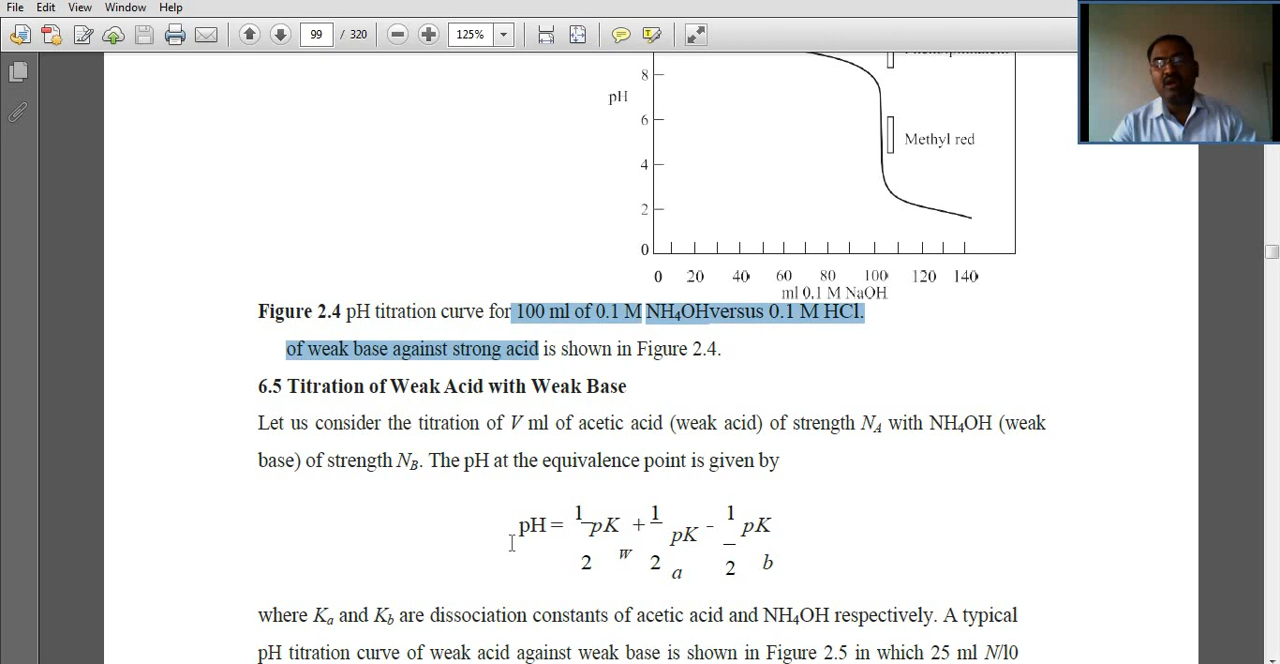 File Edit View Window Help
99 / 320 125%
8
pH
6
Methyl red
4
2
0
0 20 40 60 80 100 120 140
ml 0.1 M NaOH
Figure 2.4 pH titration curve for 100 ml of 0.1 M NH₄OHversus 0.1 M HCl.
of weak base against strong acid is shown in Figure 2.4.
6.5 Titration of Weak Acid with Weak Base
Let us consider the titration of V ml of acetic acid (weak acid) of strength N_A with NH₄OH (weak
base) of strength N_B. The pH at the equivalence point is given by
pH = 1/2 pK_w + 1/2 pK_a - 1/2 pK_b
where K_a and K_b are dissociation constants of acetic acid and NH₄OH respectively. A typical
pH titration curve of weak acid against weak base is shown in Figure 2.5 in which 25 ml N/l0